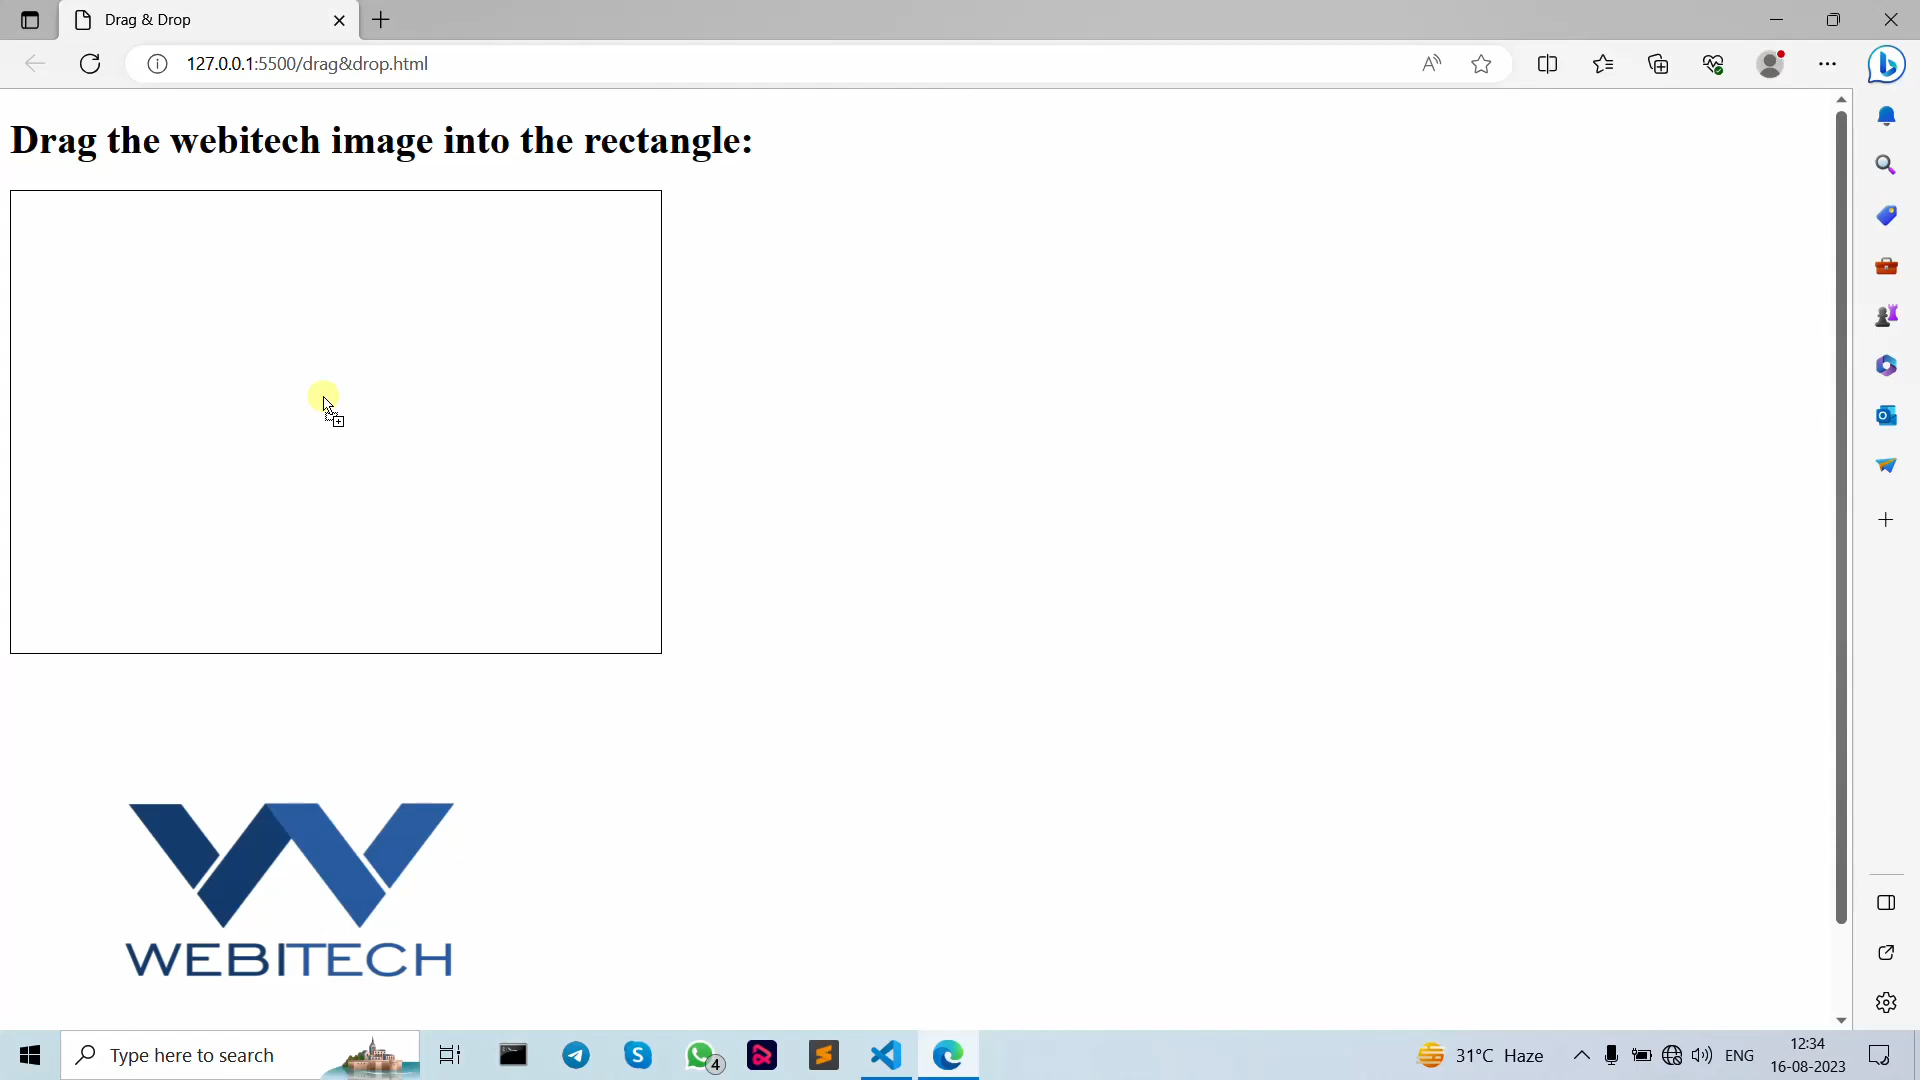 Drag & Drop
127.0.0.1:5500/drag&drop.html
Drag the webitech image into the rectangle:
WEBITECH
Type here to search
4
31°C Haze
ENG
12:34
16-08-2023